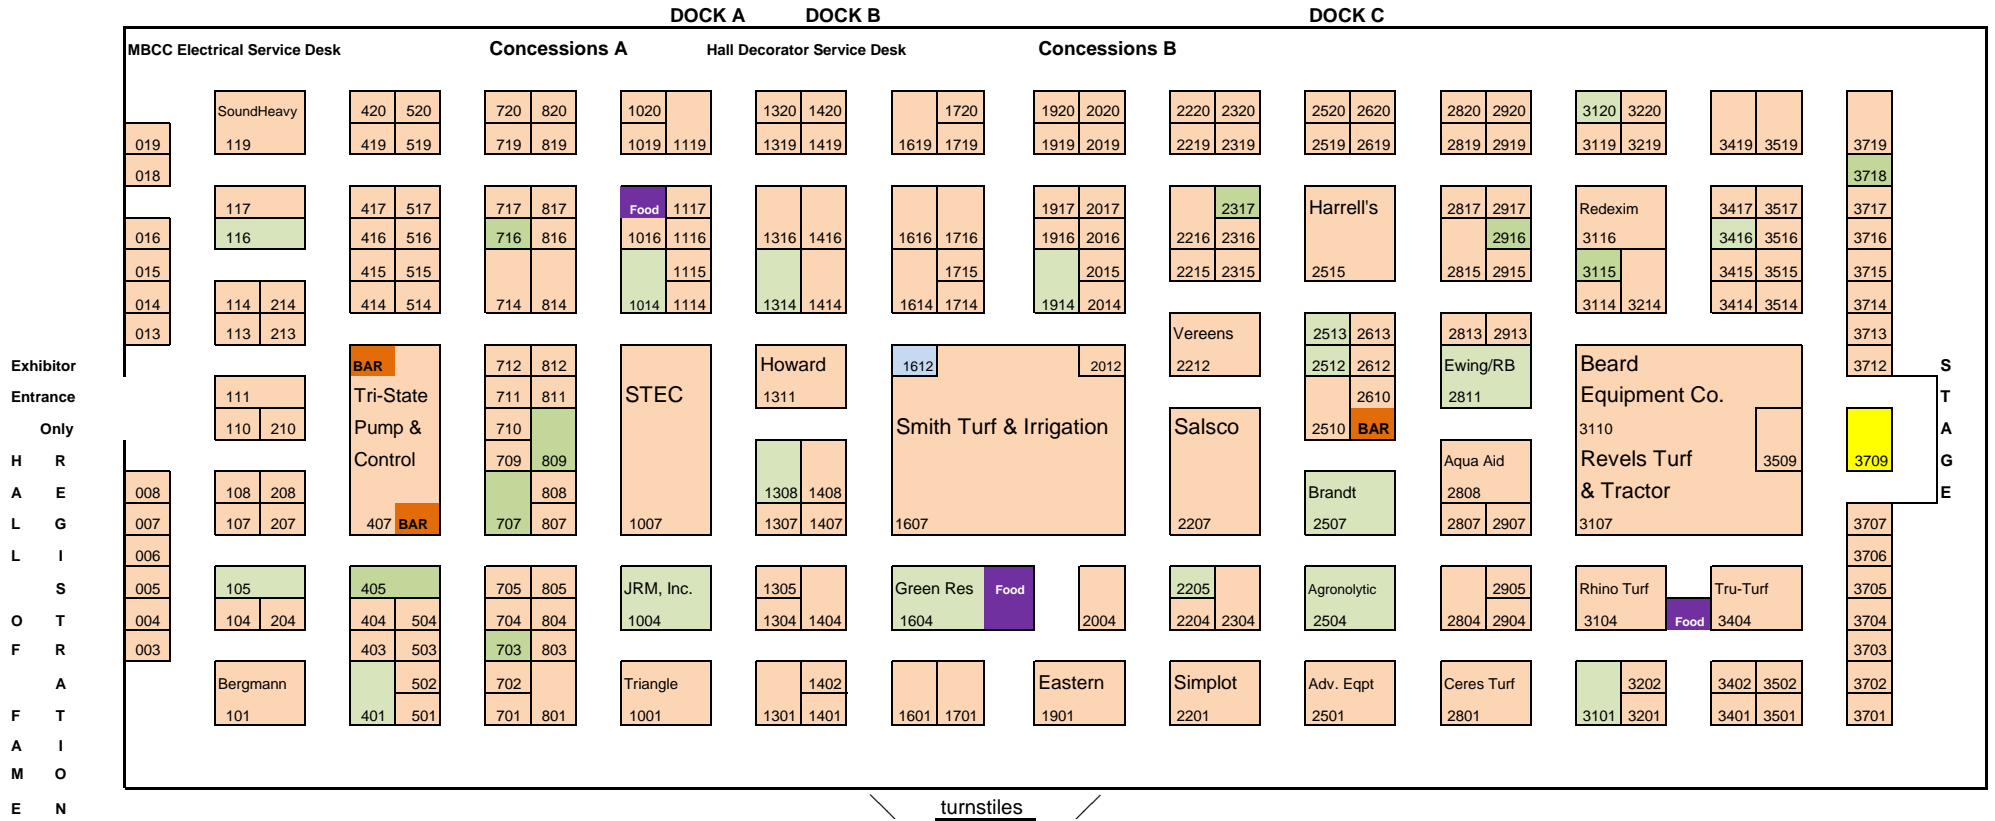 DOCK A DOCK B DOCK C
MBCC Electrical Service Desk Concessions A Hall Decorator Service Desk Concessions B
SoundHeavy 420 520 720 820 1020 1320 1420 1720 1920 2020 2220 2320 2520 2620 2820 2920 3120 3220
019 119 419 519 719 819 1019 1119 1319 1419 1619 1719 1919 2019 2219 2319 2519 2619 2819 2919 3119 3219 3419 3519 3719
018 3718
117 417 517 717 817 Food 1117 1917 2017 2317 Harrell's 2817 2917 Redexim 3417 3517 3717
016 116 416 516 716 816 1016 1116 1316 1416 1616 1716 1916 2016 2216 2316 2916 3116 3416 3516 3716
015 415 515 1115 1715 2015 2215 2315 2515 2815 2915 3115 3415 3515 3715
014 114 214 414 514 714 814 1014 1114 1314 1414 1614 1714 1914 2014 3114 3214 3414 3514 3714
013 113 213 Vereens 2513 2613 2813 2913 3713
Exhibitor BAR 712 812 Howard 1612 2012 2212 2512 2612 Ewing/RB Beard 3712 S
Entrance 111 Tri-State 711 811 STEC 1311 2610 2811 Equipment Co. T
Only 110 210 Pump & 710 Smith Turf & Irrigation Salsco 2510 BAR 3110 A
H R Control 709 809 Aqua Aid Revels Turf 3509 3709 G
A E 008 108 208 808 1308 1408 Brandt 2808 & Tractor E
L G 007 107 207 407 BAR 707 807 1007 1307 1407 1607 2207 2507 2807 2907 3107 3707
L I 006 3706
S 005 105 405 705 805 JRM, Inc. 1305 Green Res Food 2205 Agronolytic 2905 Rhino Turf Tru-Turf 3705
O T 004 104 204 404 504 704 804 1004 1304 1404 1604 2004 2204 2304 2504 2804 2904 3104 Food 3404 3704
F R 003 403 503 703 803 3703
A Bergmann 502 702 Triangle 1402 Eastern Simplot Adv. Eqpt Ceres Turf 3202 3402 3502 3702
F T 101 401 501 701 801 1001 1301 1401 1601 1701 1901 2201 2501 2801 3101 3201 3401 3501 3701
A I
M O
E N turnstiles